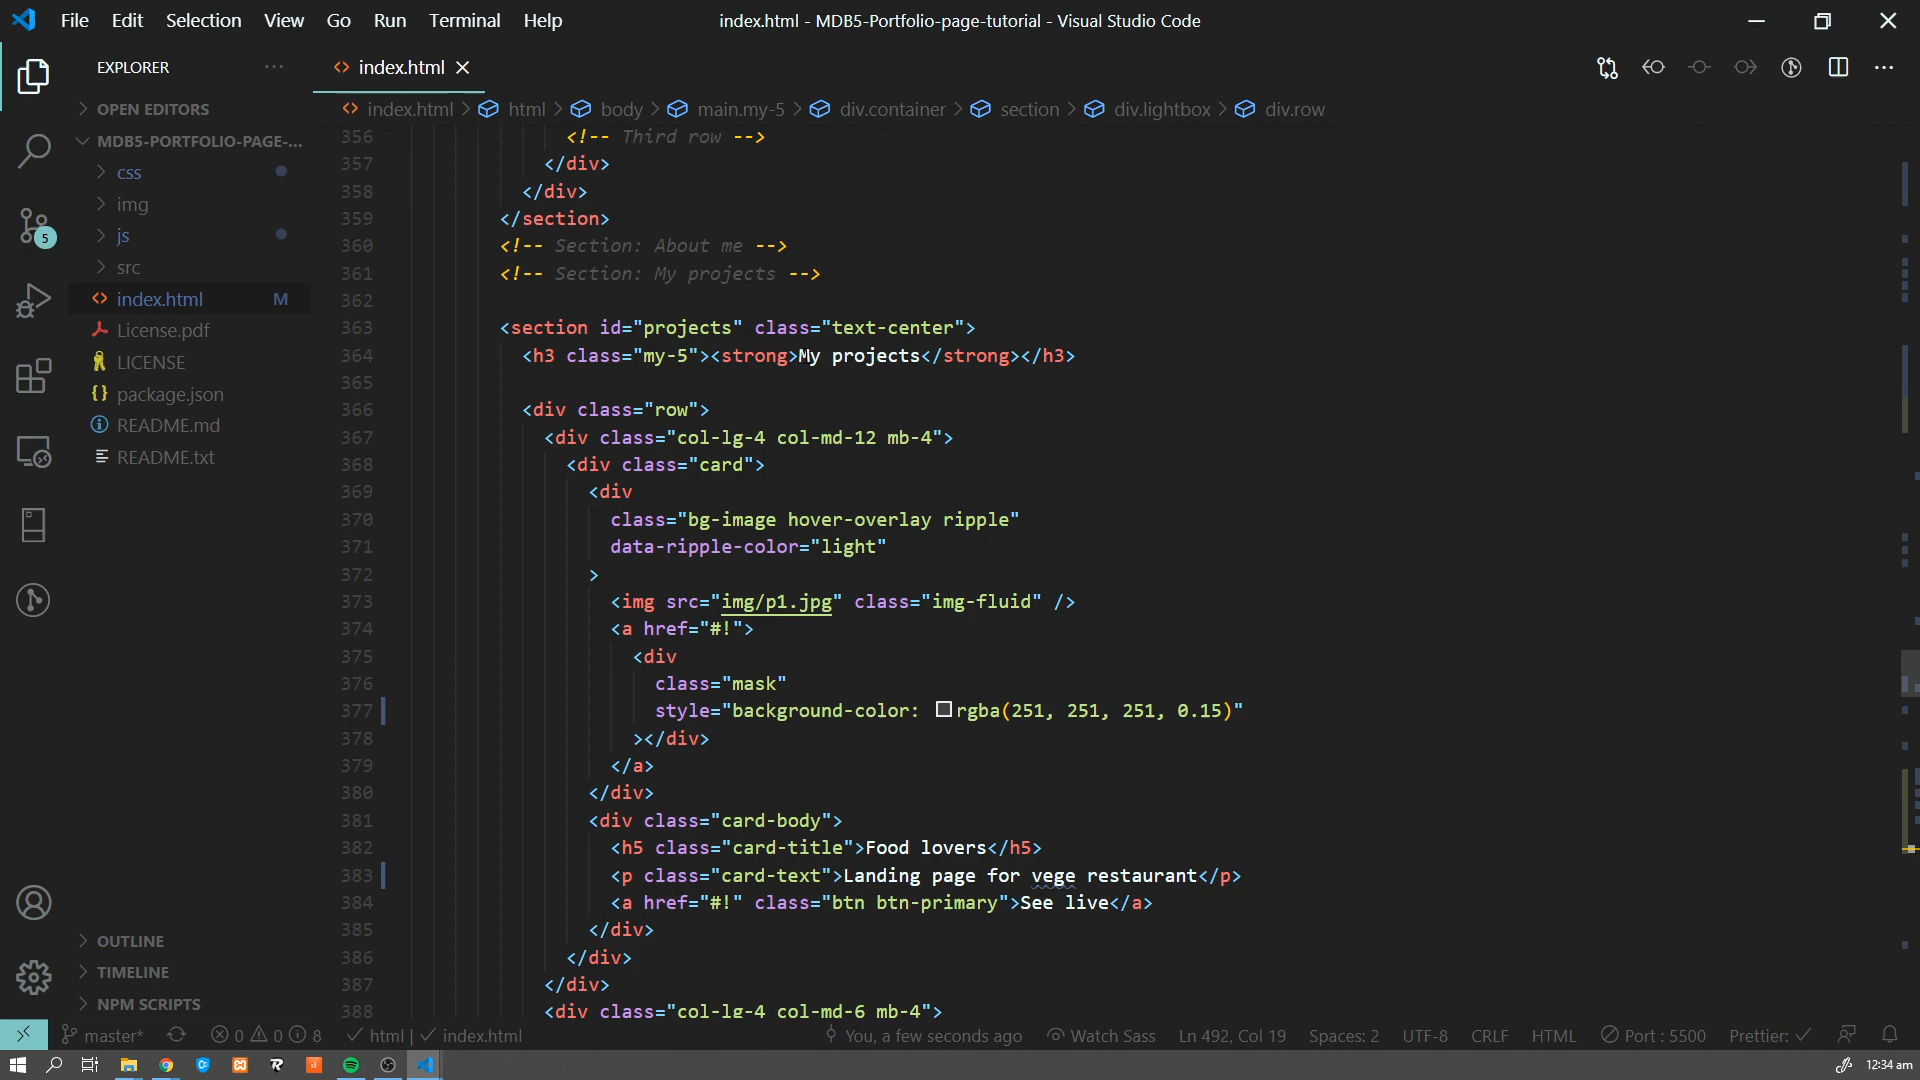 File Edit Selection View Go Run Terminal Help
index.html - MDB5-Portfolio-page-tutorial - Visual Studio Code
EXPLORER ···
index.html
OPEN EDITORS
index.html > html > body > main.my-5 > div.container > section > div.lightbox > div.row
MDB5-PORTFOLIO-PAGE-...
css
img
js
src
index.html M
License.pdf
LICENSE
package.json
README.md
README.txt
5
356 <!-- Third row -->
357 </div>
358 </div>
359 </section>
360 <!-- Section: About me -->
361 <!-- Section: My projects -->
362
363 <section id="projects" class="text-center">
364 <h3 class="my-5"><strong>My projects</strong></h3>
365
366 <div class="row">
367 <div class="col-lg-4 col-md-12 mb-4">
368 <div class="card">
369 <div
370 class="bg-image hover-overlay ripple"
371 data-ripple-color="light"
372 >
373 <img src="img/p1.jpg" class="img-fluid" />
374 <a href="#!">
375 <div
376 class="mask"
377 style="background-color: rgba(251, 251, 251, 0.15)"
378 ></div>
379 </a>
380 </div>
381 <div class="card-body">
382 <h5 class="card-title">Food lovers</h5>
383 <p class="card-text">Landing page for vege restaurant</p>
384 <a href="#!" class="btn btn-primary">See live</a>
385 </div>
386 </div>
387 </div>
388 <div class="col-lg-4 col-md-6 mb-4">
OUTLINE
TIMELINE
NPM SCRIPTS
master* 0 0 8 html | index.html You, a few seconds ago Watch Sass Ln 492, Col 19 Spaces: 2 UTF-8 CRLF HTML Port : 5500 Prettier:
12:34 am